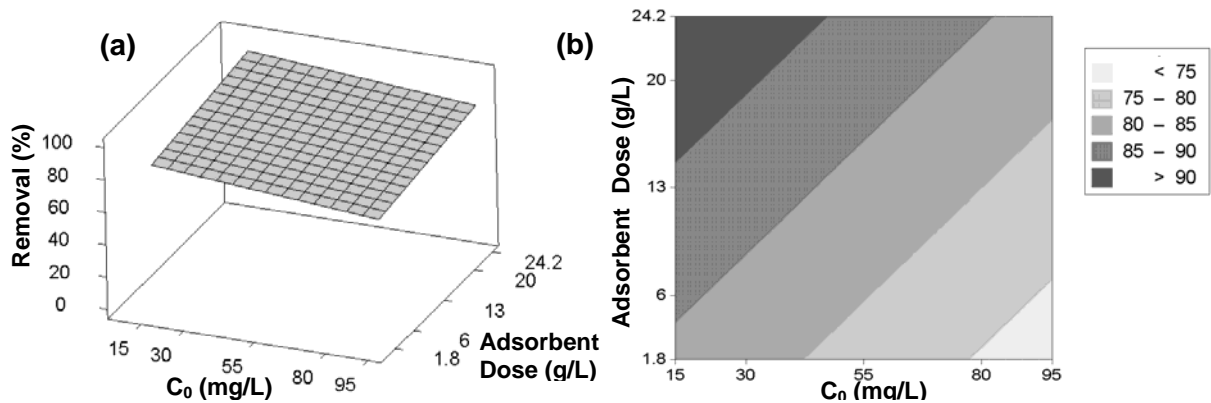 (a)
Removal (%)
100
80
60
40
20
0
15 30 55 80 95
C₀ (mg/L)
24.2
20
13
6
1.8
Adsorbent
Dose (g/L)
(b)
Adsorbent Dose (g/L)
24.2
20
13
6
1.8
15 30 55 80 95
C₀ (mg/L)
< 75
75 – 80
80 – 85
85 – 90
> 90